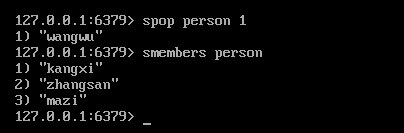 127.0.0.1:6379> spop person 1
1) "wangwu"
127.0.0.1:6379> smembers person
1) "kangxi"
2) "zhangsan"
3) "mazi"
127.0.0.1:6379> _